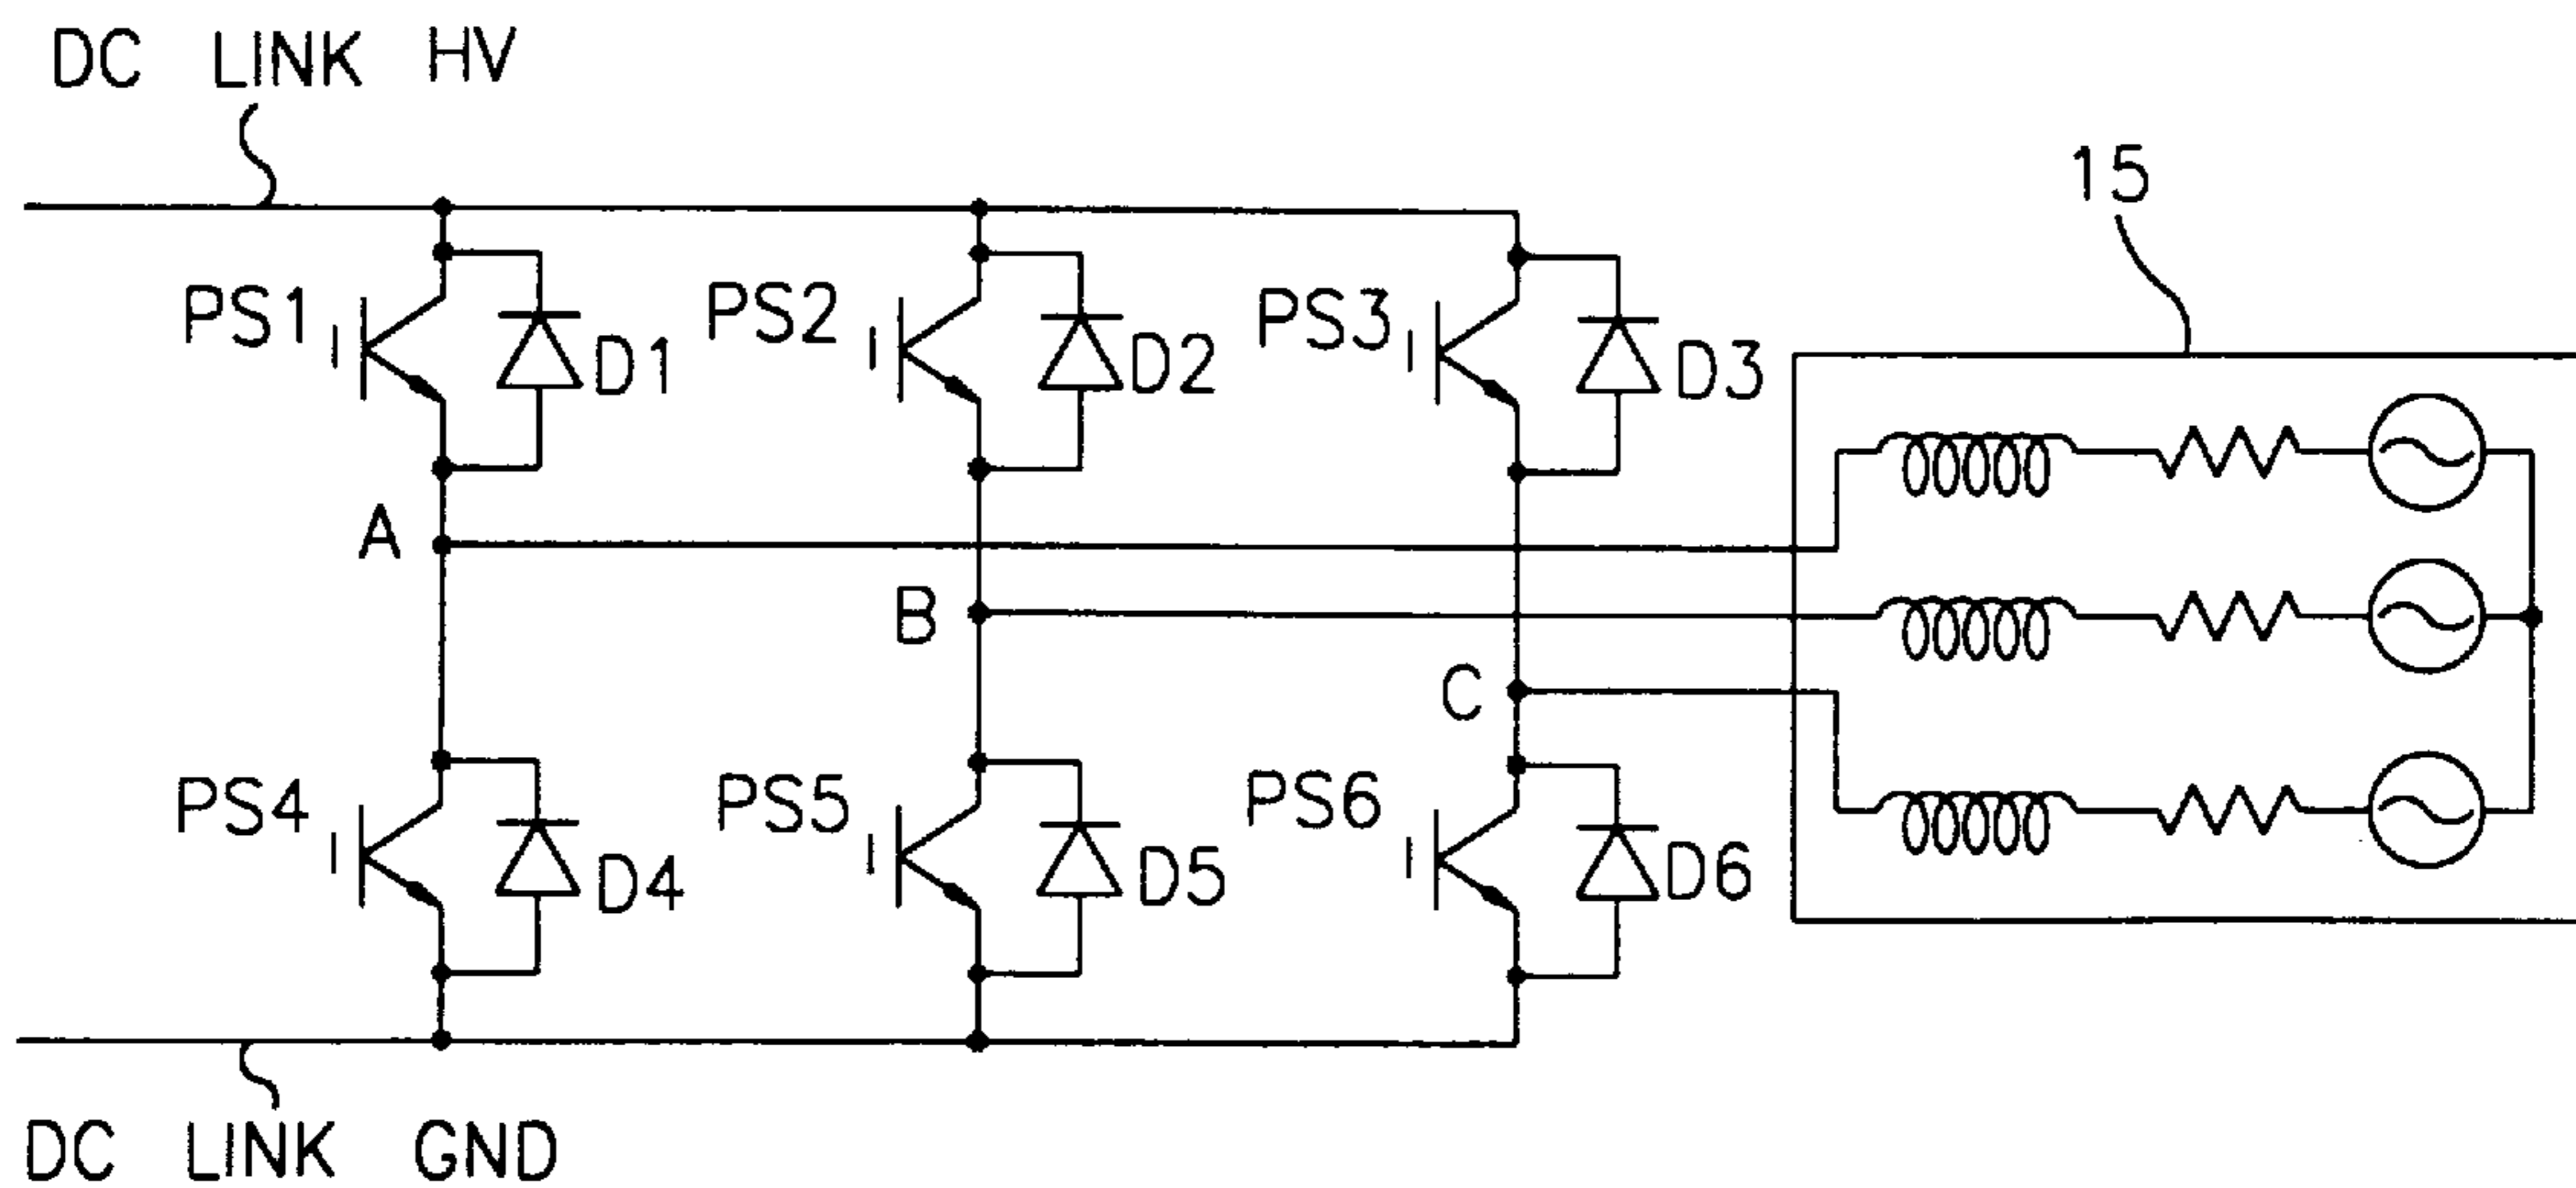 DC LINK HV
15
PS1
D1
PS2
D2
PS3
D3
A
B
C
PS4
D4
PS5
D5
PS6
D6
DC LINK GND